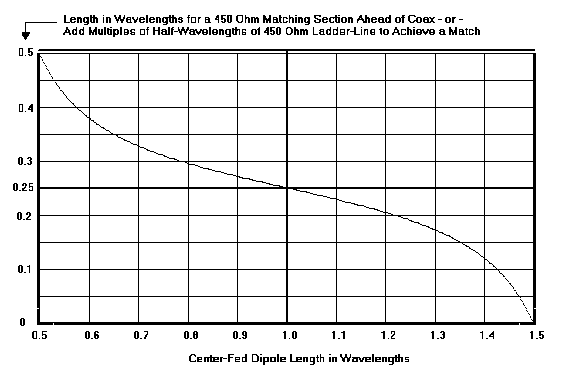 Length in Wavelengths for a 450 Ohm Matching Section Ahead of Coax - or -
Add Multiples of Half-Wavelengths of 450 Ohm Ladder-Line to Achieve a Match
0.5
0.4
0.3
0.25
0.2
0.1
0
0.5 0.6 0.7 0.8 0.9 1.0 1.1 1.2 1.3 1.4 1.5
Center-Fed Dipole Length in Wavelengths